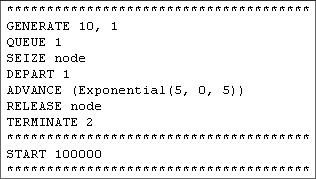 ***************************************
GENERATE 10, 1
QUEUE 1
SEIZE node
DEPART 1
ADVANCE (Exponential(5, 0, 5))
RELEASE node
TERMINATE 2
***************************************
START 100000
***************************************